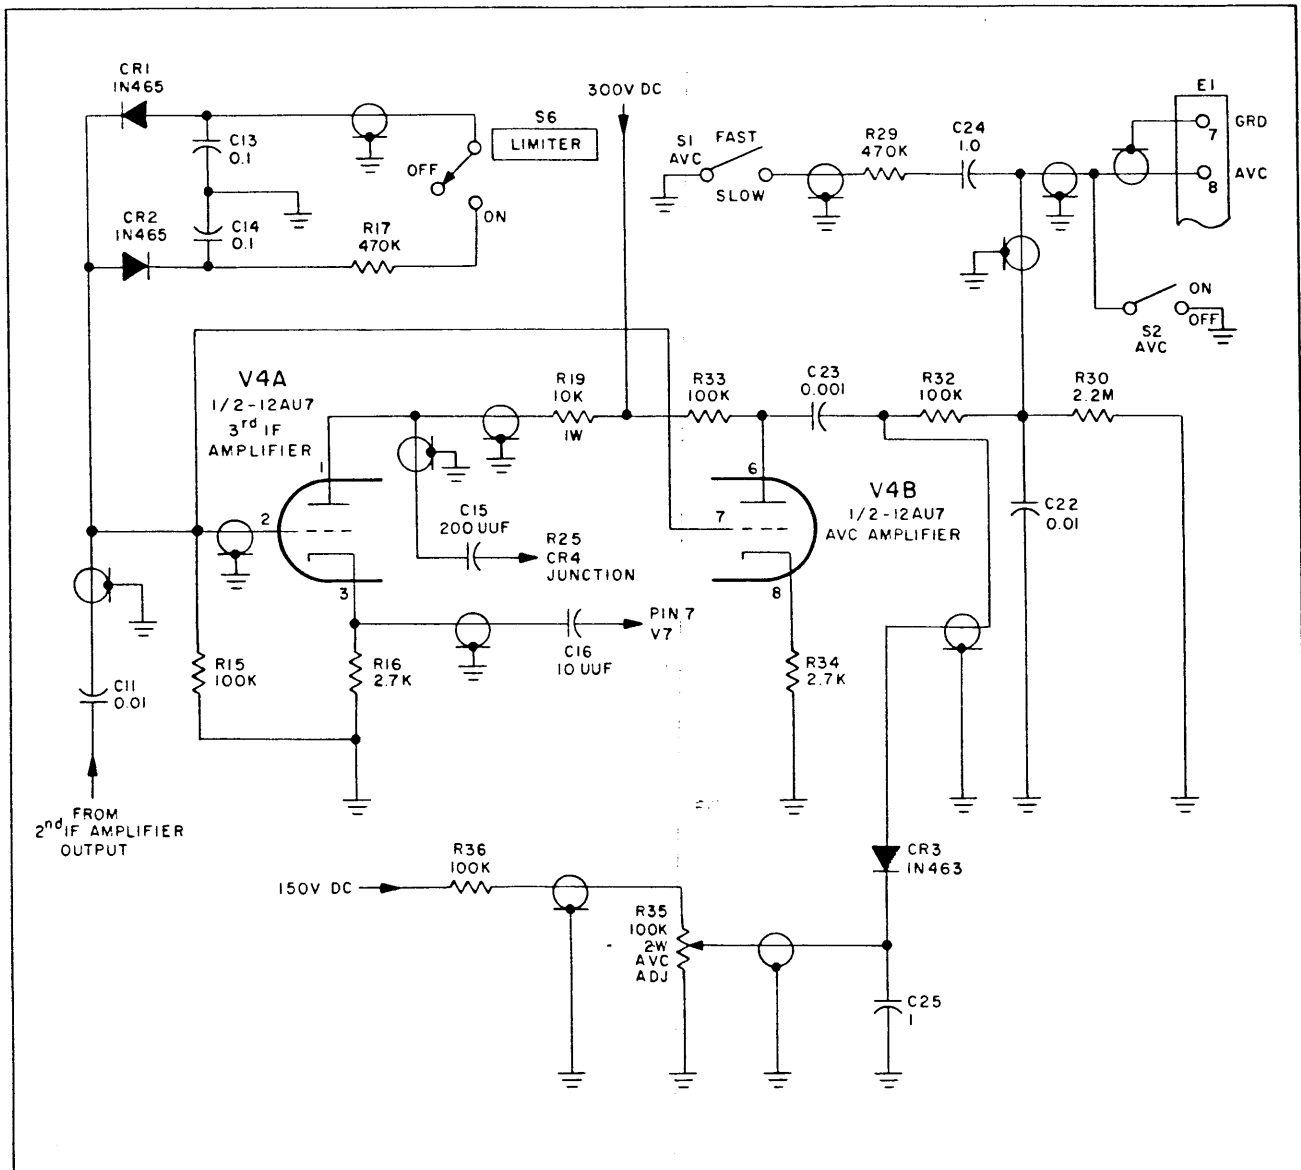 CR1
1N465
C13
0.1
CR2
1N465
C14
0.1
R17
470K
OFF
ON
S6
LIMITER
300V DC
S1
AVC
FAST
SLOW
R29
470K
C24
1.0
E1
7
GRD
8
AVC
ON
OFF
S2
AVC
V4A
1/2-12AU7
3rd IF
AMPLIFIER
1
2
3
R19
10K
1W
R33
100K
C23
0.001
R32
100K
R30
2.2M
C15
200 UUF
R25
CR4
JUNCTION
6
7
8
V4B
1/2-12AU7
AVC AMPLIFIER
C22
0.01
PIN 7
V7
C16
10 UUF
R15
100K
R16
2.7K
R34
2.7K
C11
0.01
FROM
2nd IF AMPLIFIER
OUTPUT
CR3
1N463
R36
100K
150V DC
R35
100K
2W
AVC
ADJ
C25
1